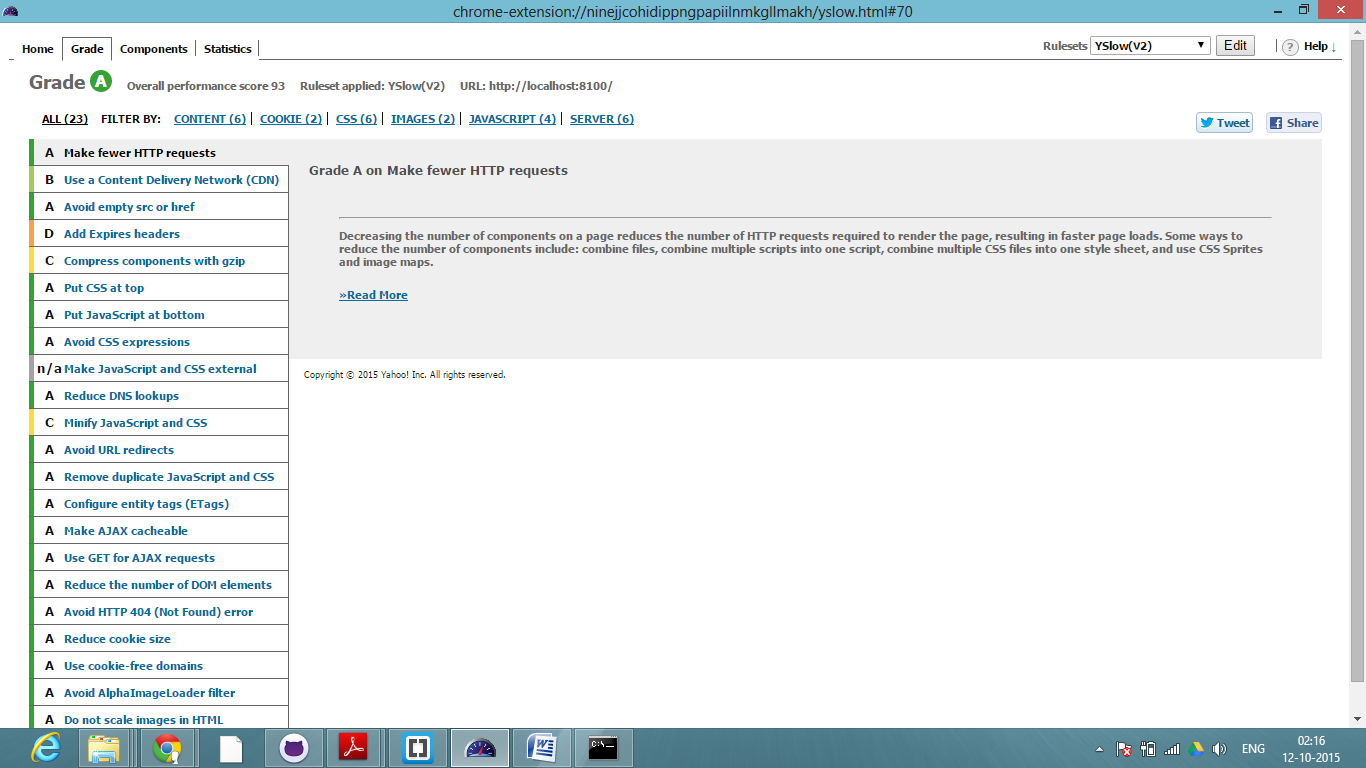 chrome-extension://ninejjcohidippngpapiilnmkgllmakh/yslow.html#70
Home Grade Components Statistics Rulesets YSlow(V2) Edit ? Help ↓
Grade A Overall performance score 93 Ruleset applied: YSlow(V2) URL: http://localhost:8100/
ALL (23) FILTER BY: CONTENT (6) | COOKIE (2) | CSS (6) | IMAGES (2) | JAVASCRIPT (4) | SERVER (6)
Tweet Share
A Make fewer HTTP requests
B Use a Content Delivery Network (CDN)
A Avoid empty src or href
D Add Expires headers
C Compress components with gzip
A Put CSS at top
A Put JavaScript at bottom
A Avoid CSS expressions
n/a Make JavaScript and CSS external
A Reduce DNS lookups
C Minify JavaScript and CSS
A Avoid URL redirects
A Remove duplicate JavaScript and CSS
A Configure entity tags (ETags)
A Make AJAX cacheable
A Use GET for AJAX requests
A Reduce the number of DOM elements
A Avoid HTTP 404 (Not Found) error
A Reduce cookie size
A Use cookie-free domains
A Avoid AlphaImageLoader filter
A Do not scale images in HTML
Grade A on Make fewer HTTP requests
Decreasing the number of components on a page reduces the number of HTTP requests required to render the page, resulting in faster page loads. Some ways to
reduce the number of components include: combine files, combine multiple scripts into one script, combine multiple CSS files into one style sheet, and use CSS Sprites
and image maps.
»Read More
Copyright © 2015 Yahoo! Inc. All rights reserved.
ENG
02:16
12-10-2015